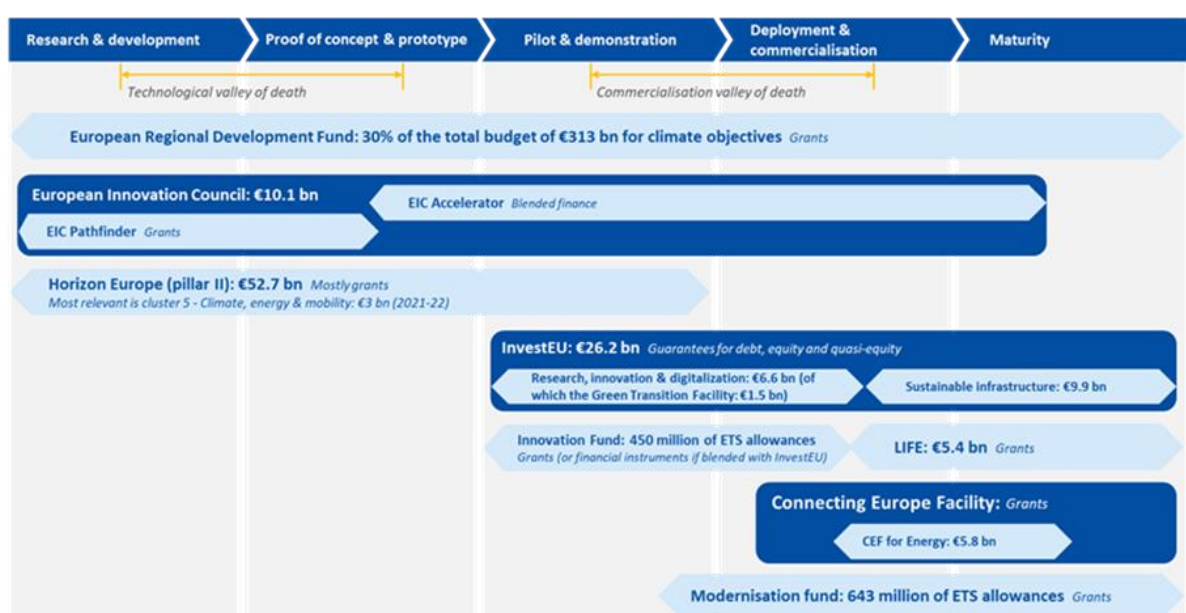 Research & development
Proof of concept & prototype
Pilot & demonstration
Deployment &
commercialisation
Maturity
Technological valley of death
Commercialisation valley of death
European Regional Development Fund: 30% of the total budget of €313 bn for climate objectives Grants
European Innovation Council: €10.1 bn
EIC Accelerator Blended finance
EIC Pathfinder Grants
Horizon Europe (pillar II): €52.7 bn Mostly grants
Most relevant is cluster 5 - Climate, energy & mobility: €3 bn (2021-22)
InvestEU: €26.2 bn Guarantees for debt, equity and quasi-equity
Research, innovation & digitalization: €6.6 bn (of
which the Green Transition Facility: €1.5 bn)
Sustainable infrastructure: €9.9 bn
Innovation Fund: 450 million of ETS allowances
Grants (or financial instruments if blended with InvestEU)
LIFE: €5.4 bn Grants
Connecting Europe Facility: Grants
CEF for Energy: €5.8 bn
Modernisation fund: 643 million of ETS allowances Grants